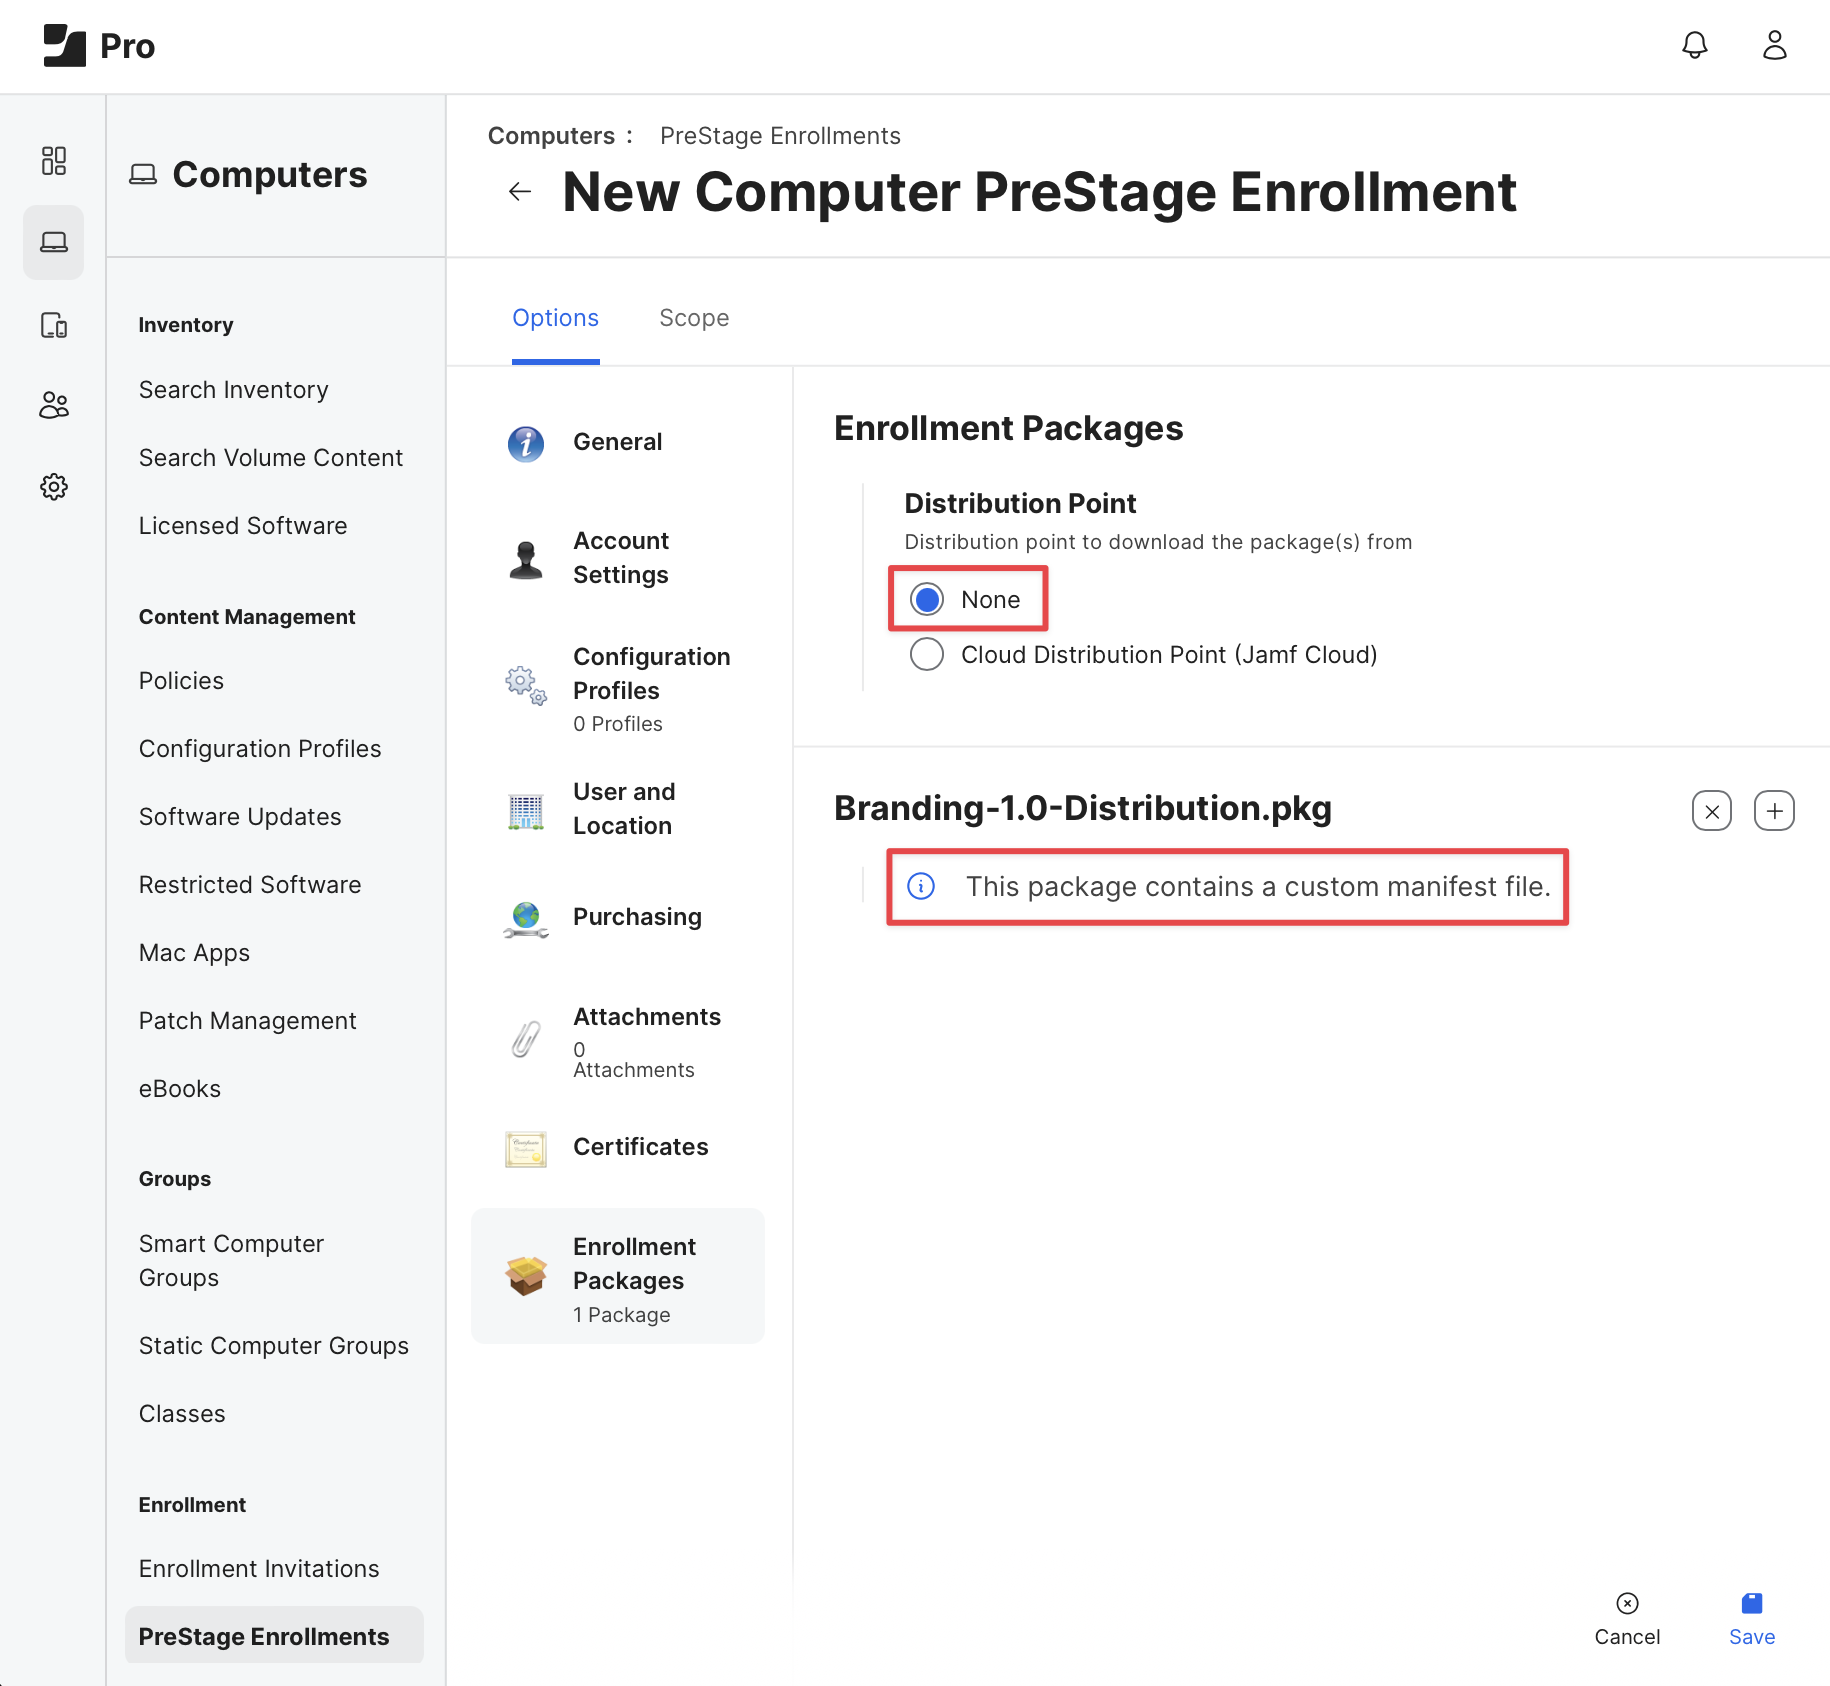 Pro
Computers
Inventory
Search Inventory
Search Volume Content
Licensed Software
Content Management
Policies
Configuration Profiles
Software Updates
Restricted Software
Mac Apps
Patch Management
eBooks
Groups
Smart Computer
Groups
Static Computer Groups
Classes
Enrollment
Enrollment Invitations
PreStage Enrollments
Computers : PreStage Enrollments
New Computer PreStage Enrollment
Options Scope
General
Account
Settings
Configuration
Profiles
0 Profiles
User and
Location
Purchasing
Attachments
0
Attachments
Certificates
Enrollment
Packages
1 Package
Enrollment Packages
Distribution Point
Distribution point to download the package(s) from
None
Cloud Distribution Point (Jamf Cloud)
Branding-1.0-Distribution.pkg
This package contains a custom manifest file.
Cancel Save